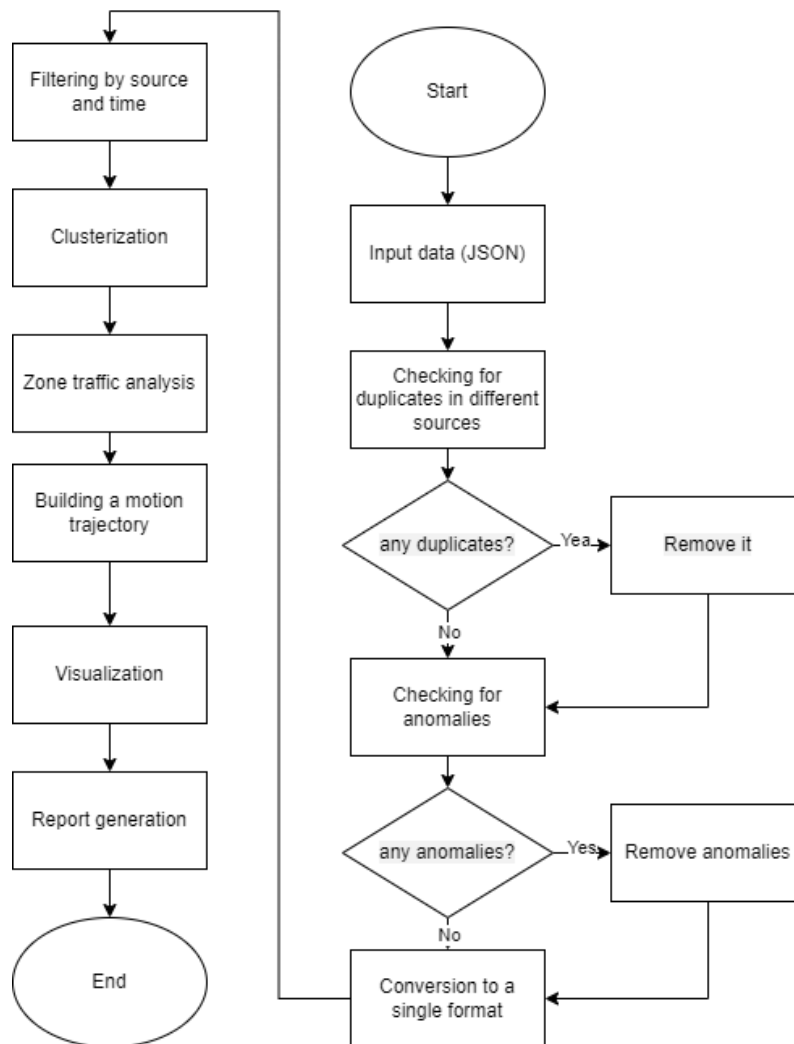 Start
Input data (JSON)
Checking for
duplicates in different
sources
any duplicates?
Yea
Remove it
No
Checking for
anomalies
any anomalies?
Yes
Remove anomalies
No
Conversion to a
single format
Filtering by source
and time
Clusterization
Zone traffic analysis
Building a motion
trajectory
Visualization
Report generation
End